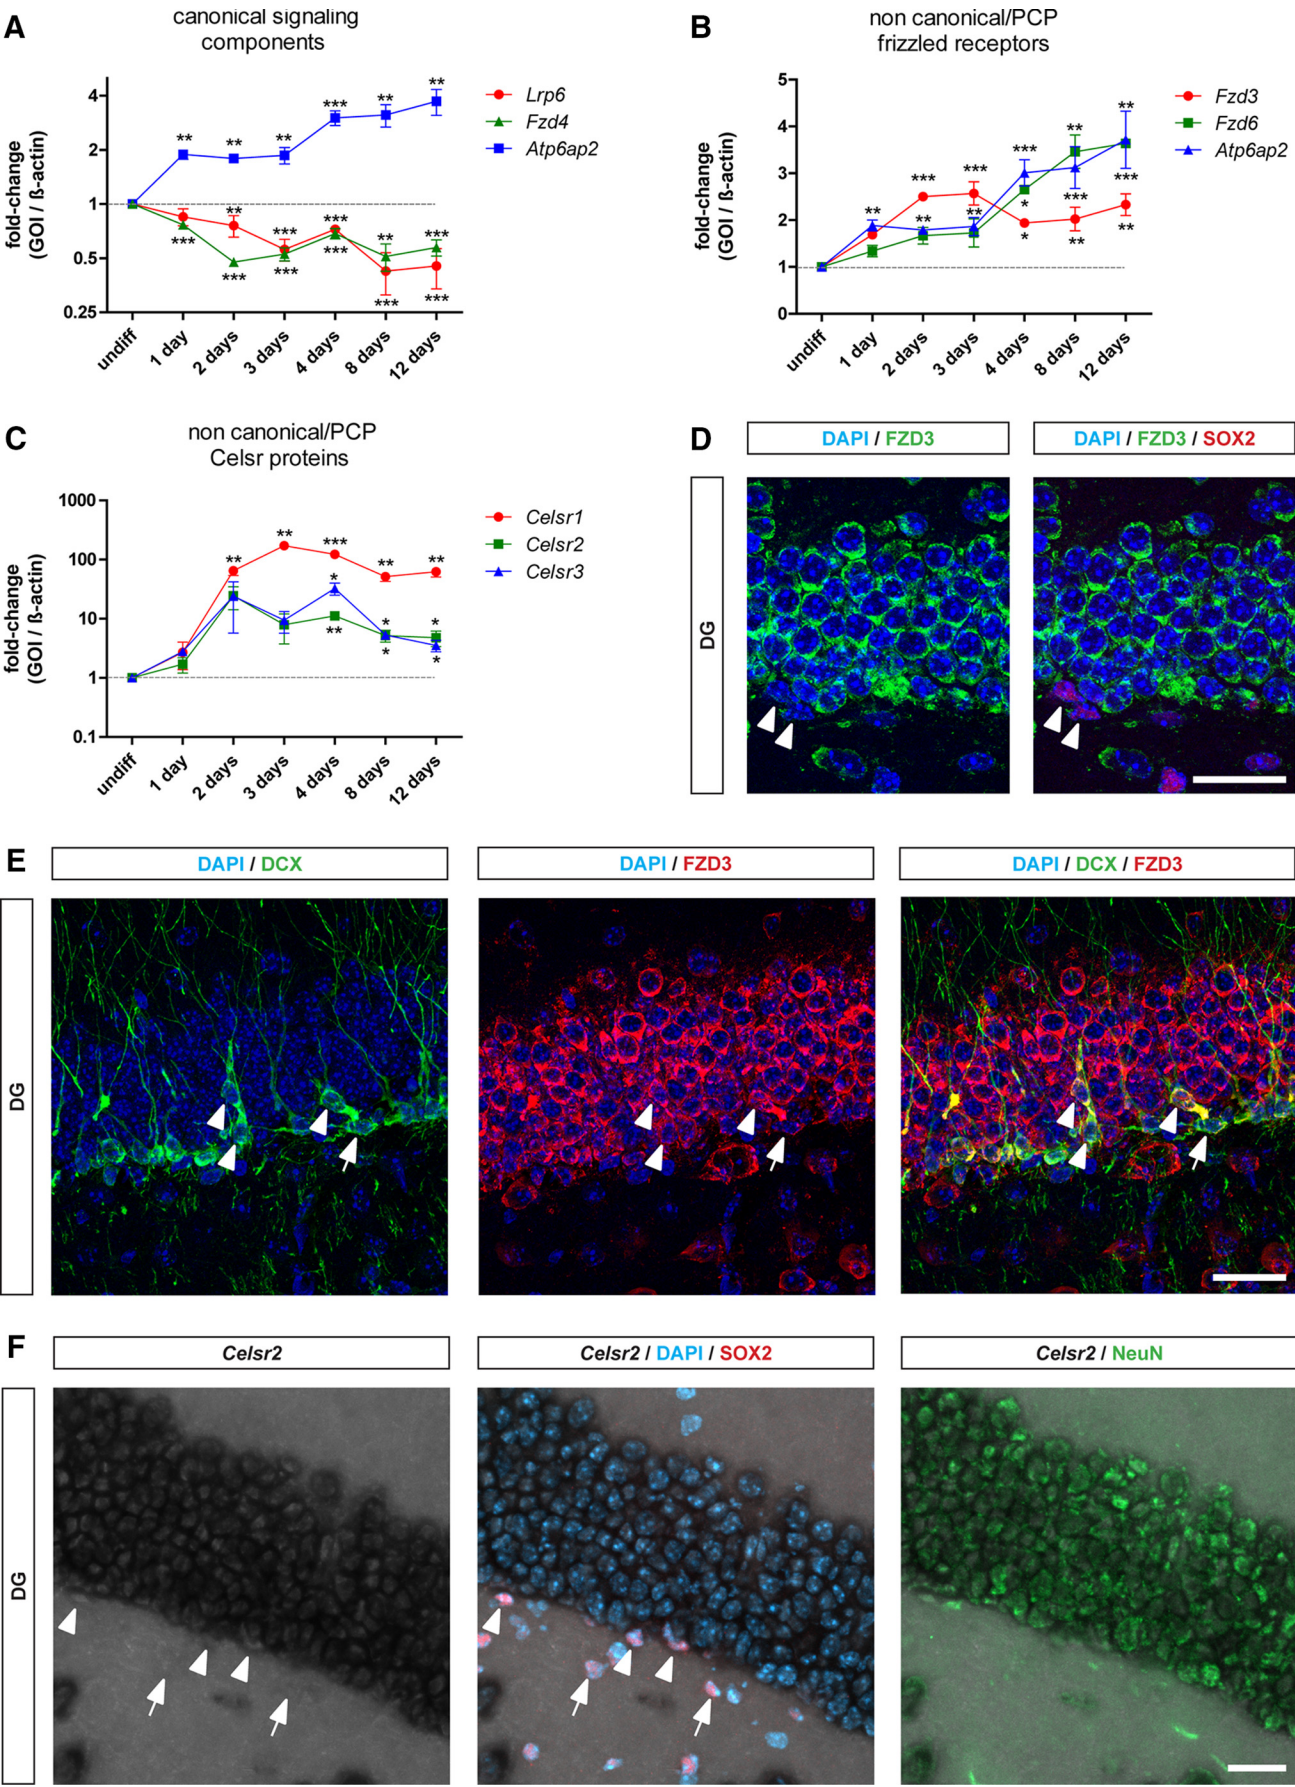 A
canonical signaling
components
fold-change
(GOI / ß-actin)
4
2
1
0.5
0.25
** ** ** *** ** **
** *** *** ** ***
*** *** *** *** *** ***
undiff
1 day
2 days
3 days
4 days
8 days
12 days
Lrp6
Fzd4
Atp6ap2
B
non canonical/PCP
frizzled receptors
fold-change
(GOI / ß-actin)
5
4
3
2
1
0
** *** *** *** ** **
** ** * *** ***
* ** **
undiff
1 day
2 days
3 days
4 days
8 days
12 days
Fzd3
Fzd6
Atp6ap2
C
non canonical/PCP
Celsr proteins
fold-change
(GOI / ß-actin)
1000
100
10
1
0.1
** ** *** ** **
* * *
** * *
undiff
1 day
2 days
3 days
4 days
8 days
12 days
Celsr1
Celsr2
Celsr3
D
DAPI / FZD3
DAPI / FZD3 / SOX2
DG
E
DAPI / DCX
DAPI / FZD3
DAPI / DCX / FZD3
DG
F
Celsr2
Celsr2 / DAPI / SOX2
Celsr2 / NeuN
DG